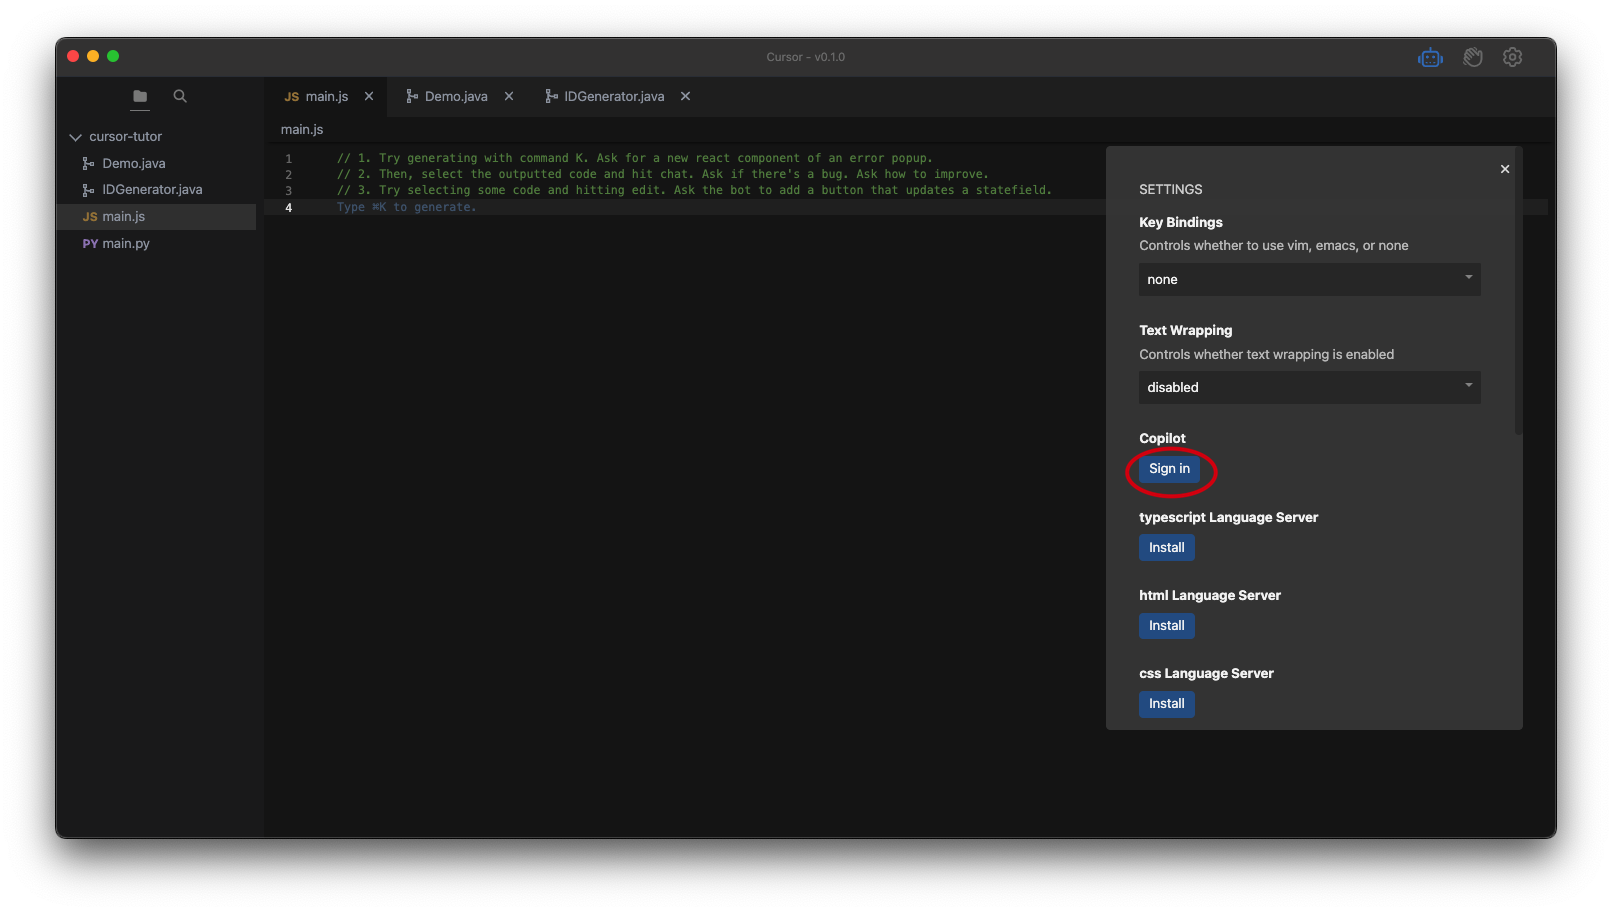 Cursor - v0.1.0
JS main.js
Demo.java
IDGenerator.java
main.js
cursor-tutor
Demo.java
IDGenerator.java
JS main.js
PY main.py
1 // 1. Try generating with command K. Ask for a new react component of an error popup.
2 // 2. Then, select the outputted code and hit chat. Ask if there's a bug. Ask how to improve.
3 // 3. Try selecting some code and hitting edit. Ask the bot to add a button that updates a statefield.
4 Type ⌘K to generate.
SETTINGS
Key Bindings
Controls whether to use vim, emacs, or none
none
Text Wrapping
Controls whether text wrapping is enabled
disabled
Copilot
Sign in
typescript Language Server
Install
html Language Server
Install
css Language Server
Install